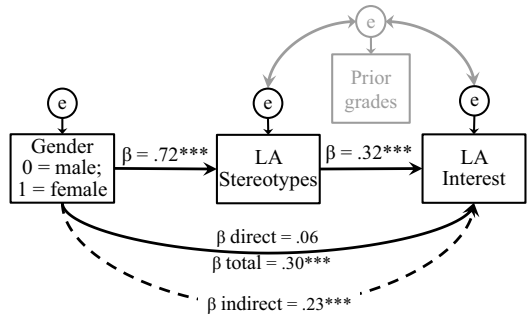 e
Prior
grades
e
e
e
Gender
0 = male;
1 = female
β = .72***
LA
Stereotypes
β = .32***
LA
Interest
β direct = .06
β total = .30***
β indirect = .23***